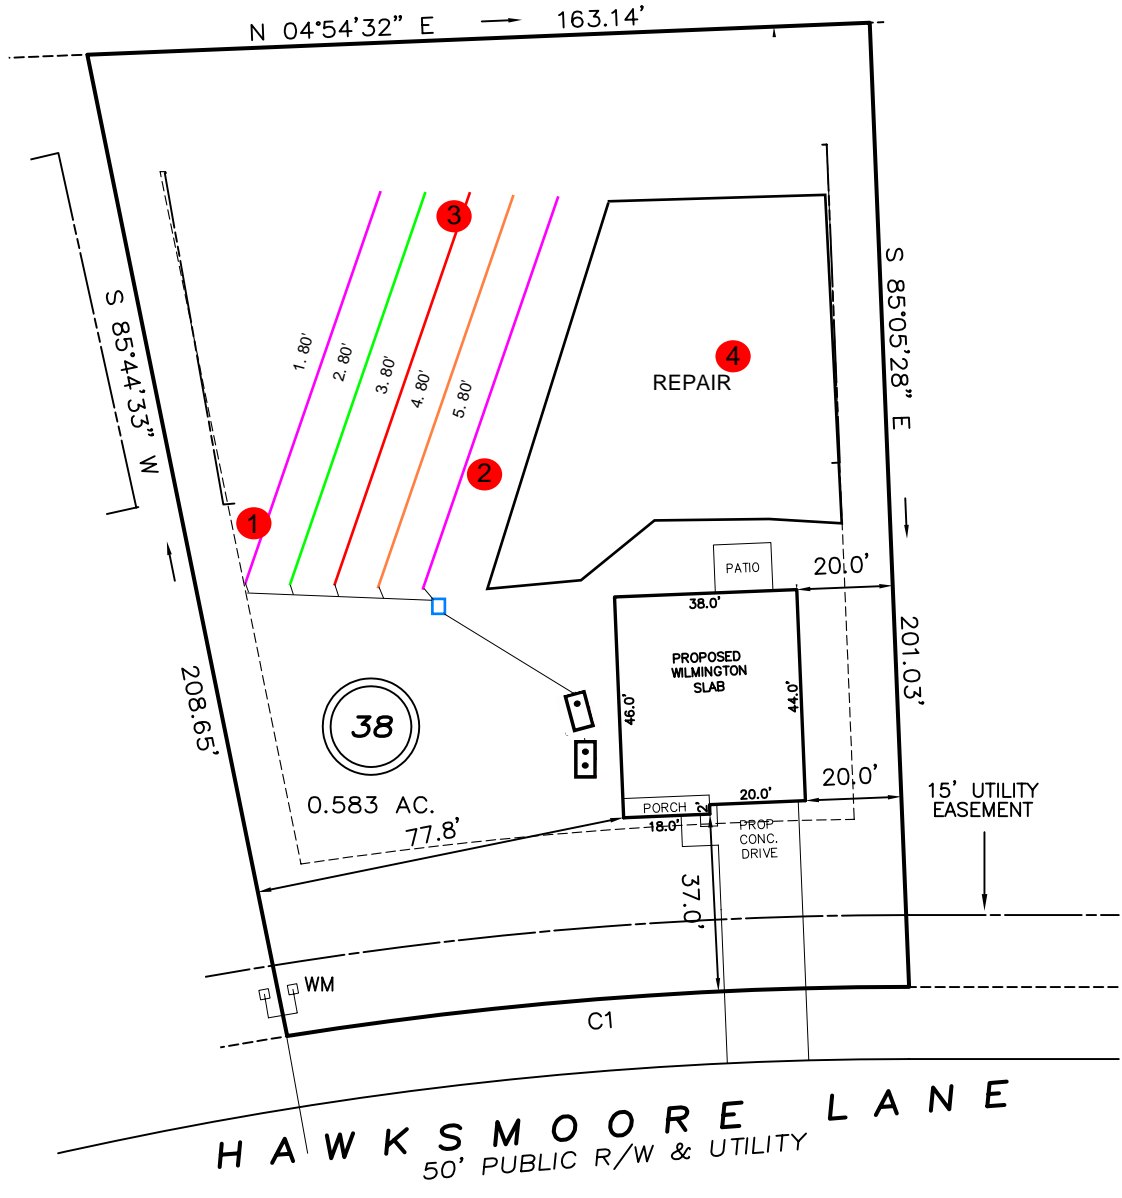 N 04°54'32" E
163.14'
S 85°44'33" W
208.65'
S 85°05'28" E
201.03'
1. 80'
2. 80'
3. 80'
4. 80'
5. 80'
3
4
2
1
REPAIR
PATIO
20.0'
38.0'
PROPOSED
WILMINGTON
SLAB
46.0'
44.0'
38
0.583 AC.
77.8'
PORCH
2'
20.0'
18.0'
20.0'
PROP
CONC.
DRIVE
15' UTILITY
EASEMENT
37.0'
WM
C1
HAWKSMOORE LANE
50' PUBLIC R/W & UTILITY